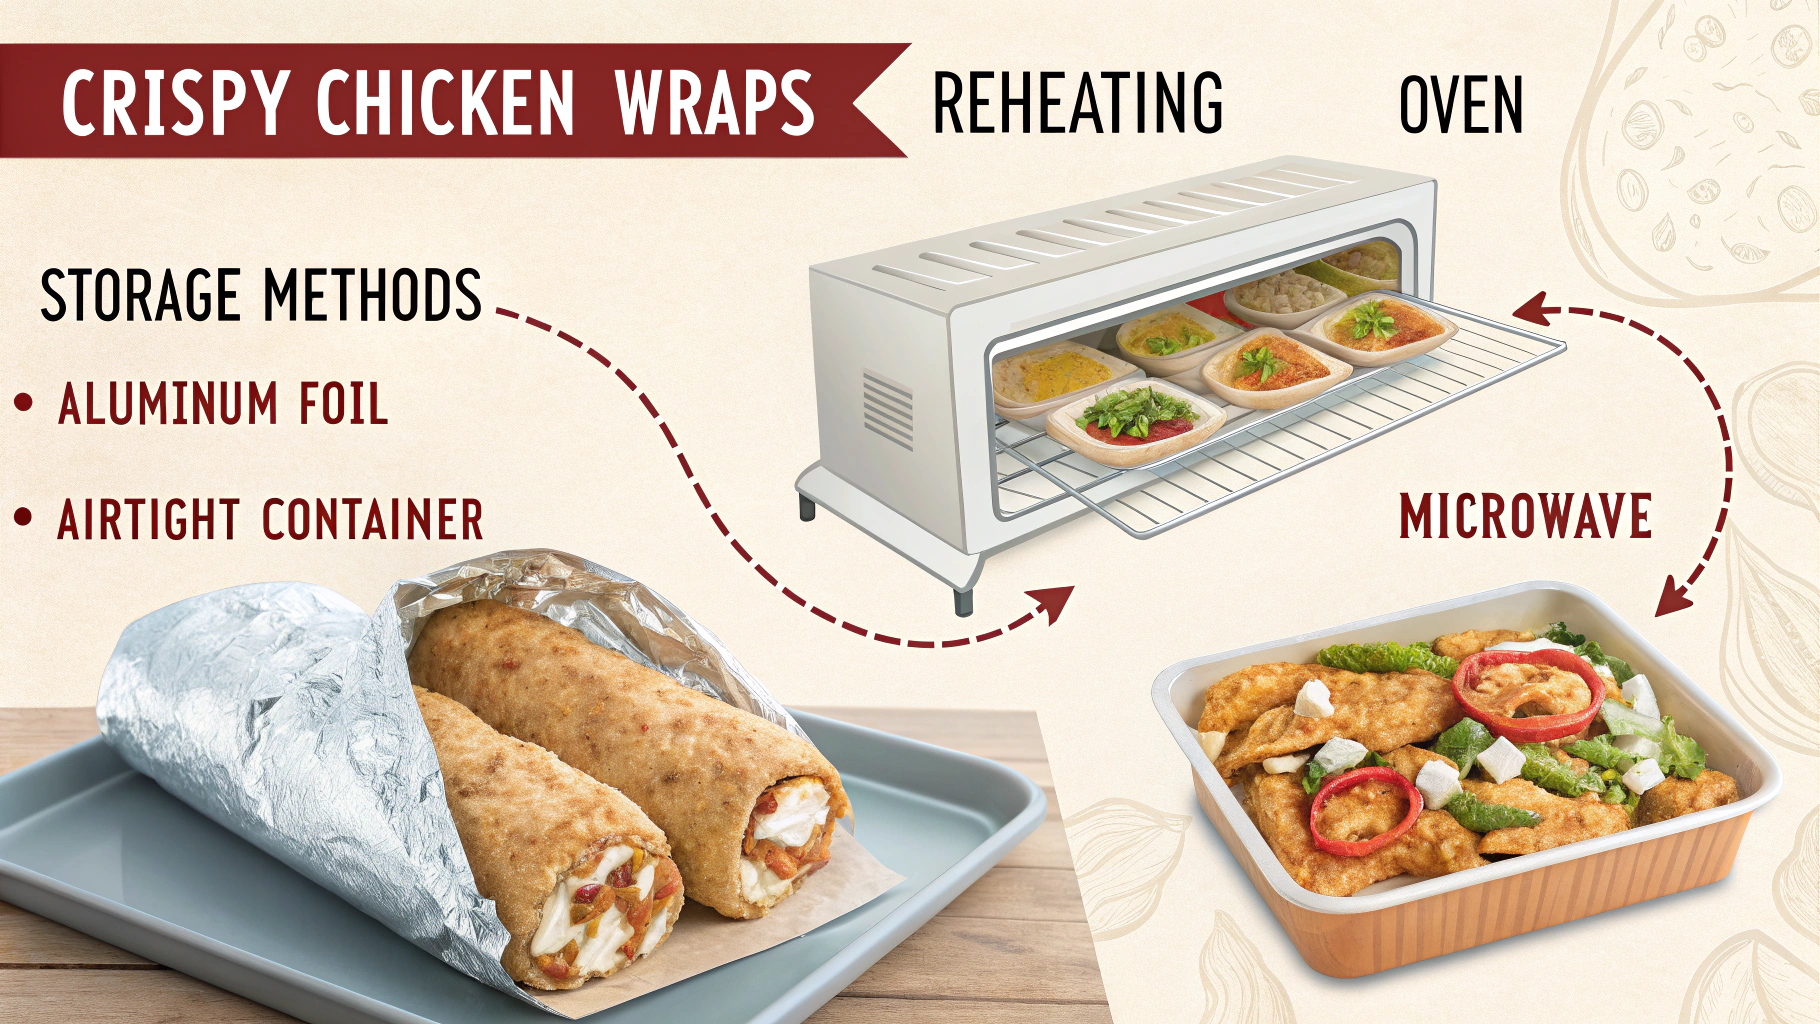 CRISPY CHICKEN WRAPS
REHEATING
OVEN
STORAGE METHODS
• ALUMINUM FOIL
• AIRTIGHT CONTAINER
MICROWAVE